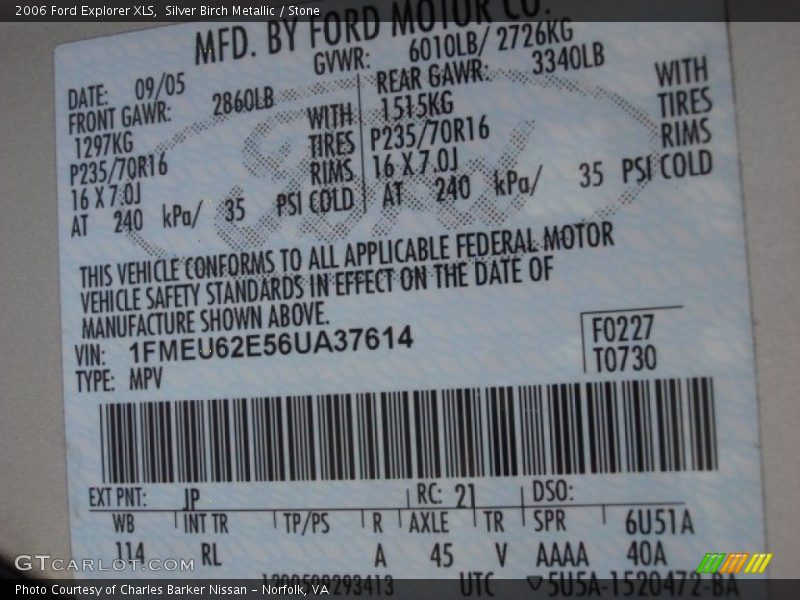 2006 Ford Explorer XLS, Silver Birch Metallic / Stone
MFD. BY FORD MOTOR CO.
DATE: 09/05 GVWR: 6010LB/ 2726KG
FRONT GAWR: 2860LB
1297KG WITH
P235/70R16 TIRES
16 X 7.0J RIMS
AT 240 kPa/ 35 PSI COLD
REAR GAWR: 3340LB
1515KG WITH
P235/70R16 TIRES
16 X 7.0J RIMS
AT 240 kPa/ 35 PSI COLD
Ford
THIS VEHICLE CONFORMS TO ALL APPLICABLE FEDERAL MOTOR
VEHICLE SAFETY STANDARDS IN EFFECT ON THE DATE OF
MANUFACTURE SHOWN ABOVE.
VIN: 1FMEU62E56UA37614
TYPE: MPV
F0227
T0730
EXT PNT: JP RC: 21 DSO:
WB INT TR TP/PS R AXLE TR SPR 6U51A
114 RL A 45 V AAAA 40A
UTC ▽5U5A-1520472-BA
GTCARLOT.COM
Photo Courtesy of Charles Barker Nissan – Norfolk, VA